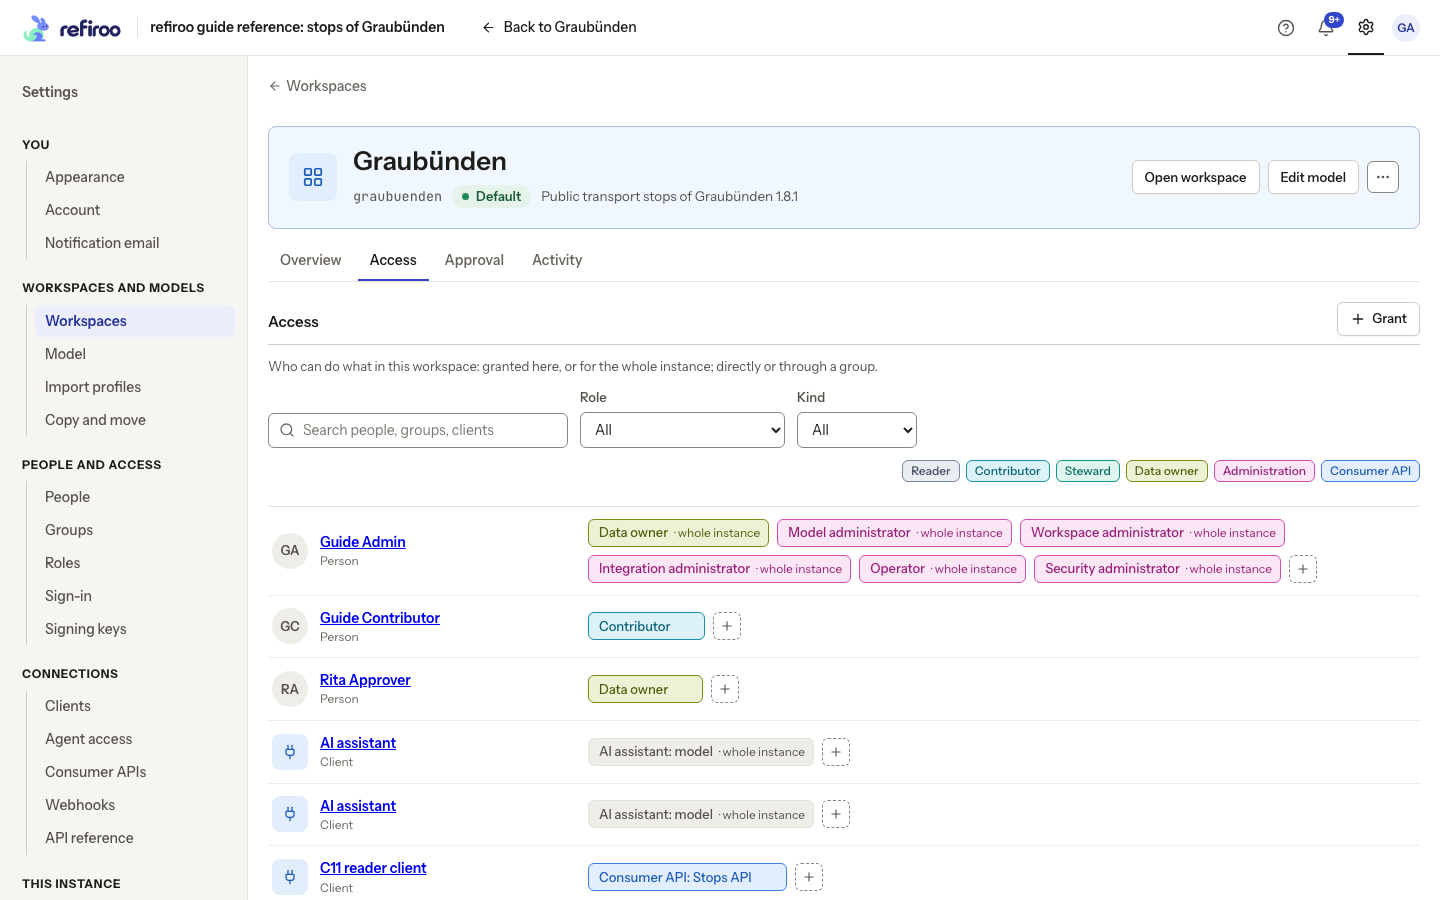 refiroo
refiroo guide reference: stops of Graubünden
Back to Graubünden
9+
GA
Settings
YOU
Appearance
Account
Notification email
WORKSPACES AND MODELS
Workspaces
Model
Import profiles
Copy and move
PEOPLE AND ACCESS
People
Groups
Roles
Sign-in
Signing keys
CONNECTIONS
Clients
Agent access
Consumer APIs
Webhooks
API reference
THIS INSTANCE
Workspaces
Graubünden
graubuenden Default Public transport stops of Graubünden 1.8.1
Open workspace Edit model
Overview Access Approval Activity
Access
Grant
Who can do what in this workspace: granted here, or for the whole instance; directly or through a group.
Role Kind
Search people, groups, clients All All
Reader Contributor Steward Data owner Administration Consumer API
GA Guide Admin
Person
Data owner · whole instance Model administrator · whole instance Workspace administrator · whole instance
Integration administrator · whole instance Operator · whole instance Security administrator · whole instance
GC Guide Contributor
Person
Contributor
RA Rita Approver
Person
Data owner
AI assistant
Client
AI assistant: model · whole instance
AI assistant
Client
AI assistant: model · whole instance
C11 reader client
Client
Consumer API: Stops API